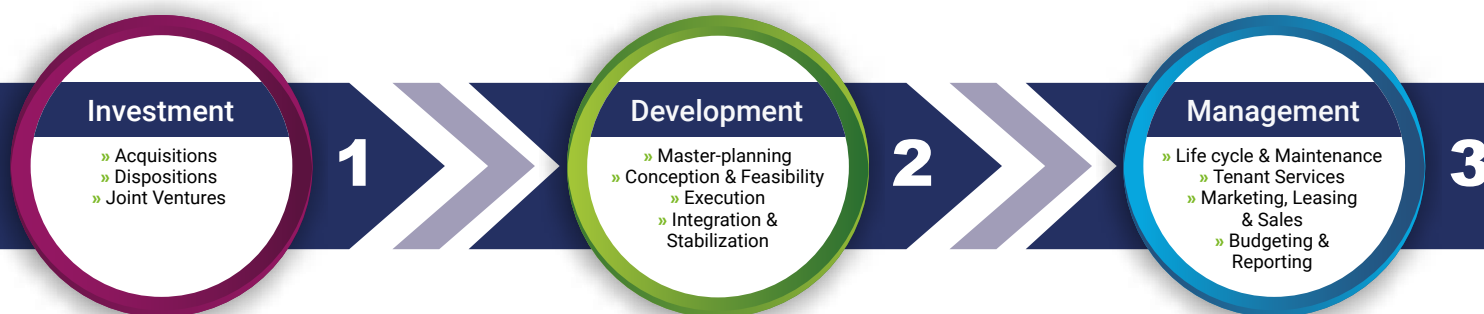 Investment
» Acquisitions
» Dispositions
» Joint Ventures
1
Development
» Master-planning
» Conception & Feasibility
» Execution
» Integration &
Stabilization
2
Management
» Life cycle & Maintenance
» Tenant Services
» Marketing, Leasing
& Sales
» Budgeting &
Reporting
3